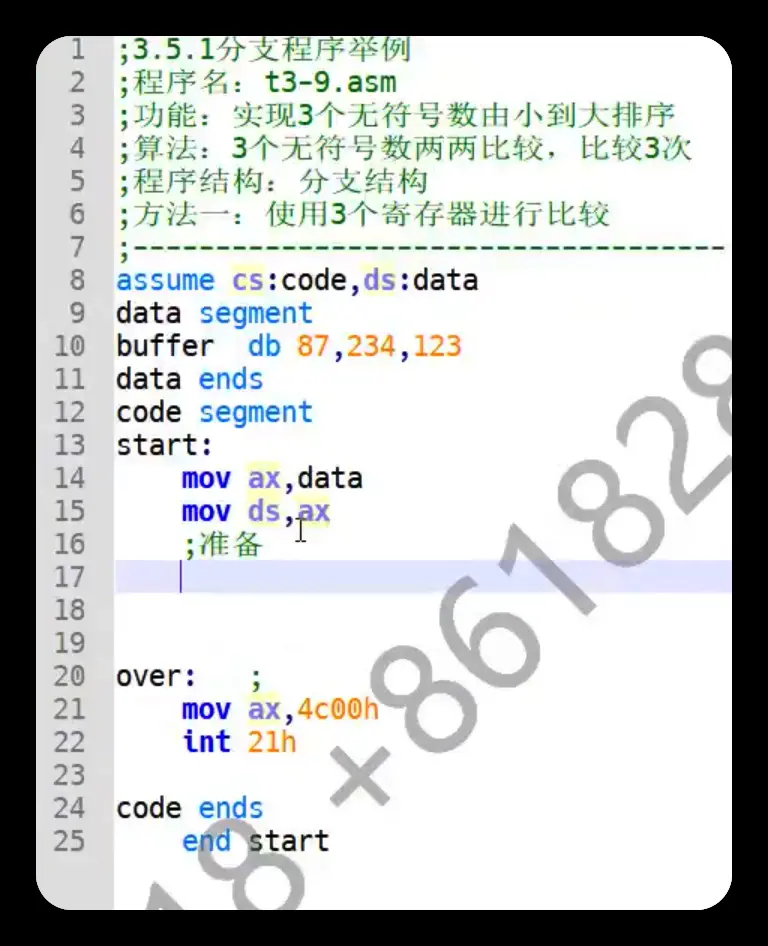 1 ;3.5.1分支程序举例
2 ;程序名：t3-9.asm
3 ;功能：实现3个无符号数由小到大排序
4 ;算法：3个无符号数两两比较，比较3次
5 ;程序结构：分支结构
6 ;方法一：使用3个寄存器进行比较
7 ;------------------------------------
8 assume cs:code,ds:data
9 data segment
10 buffer  db 87,234,123
11 data ends
12 code segment
13 start:
14     mov ax,data
15     mov ds,ax
16     ;准备
17
18
19
20 over:   ;
21     mov ax,4c00h
22     int 21h
23
24 code ends
25     end start
18 +861828